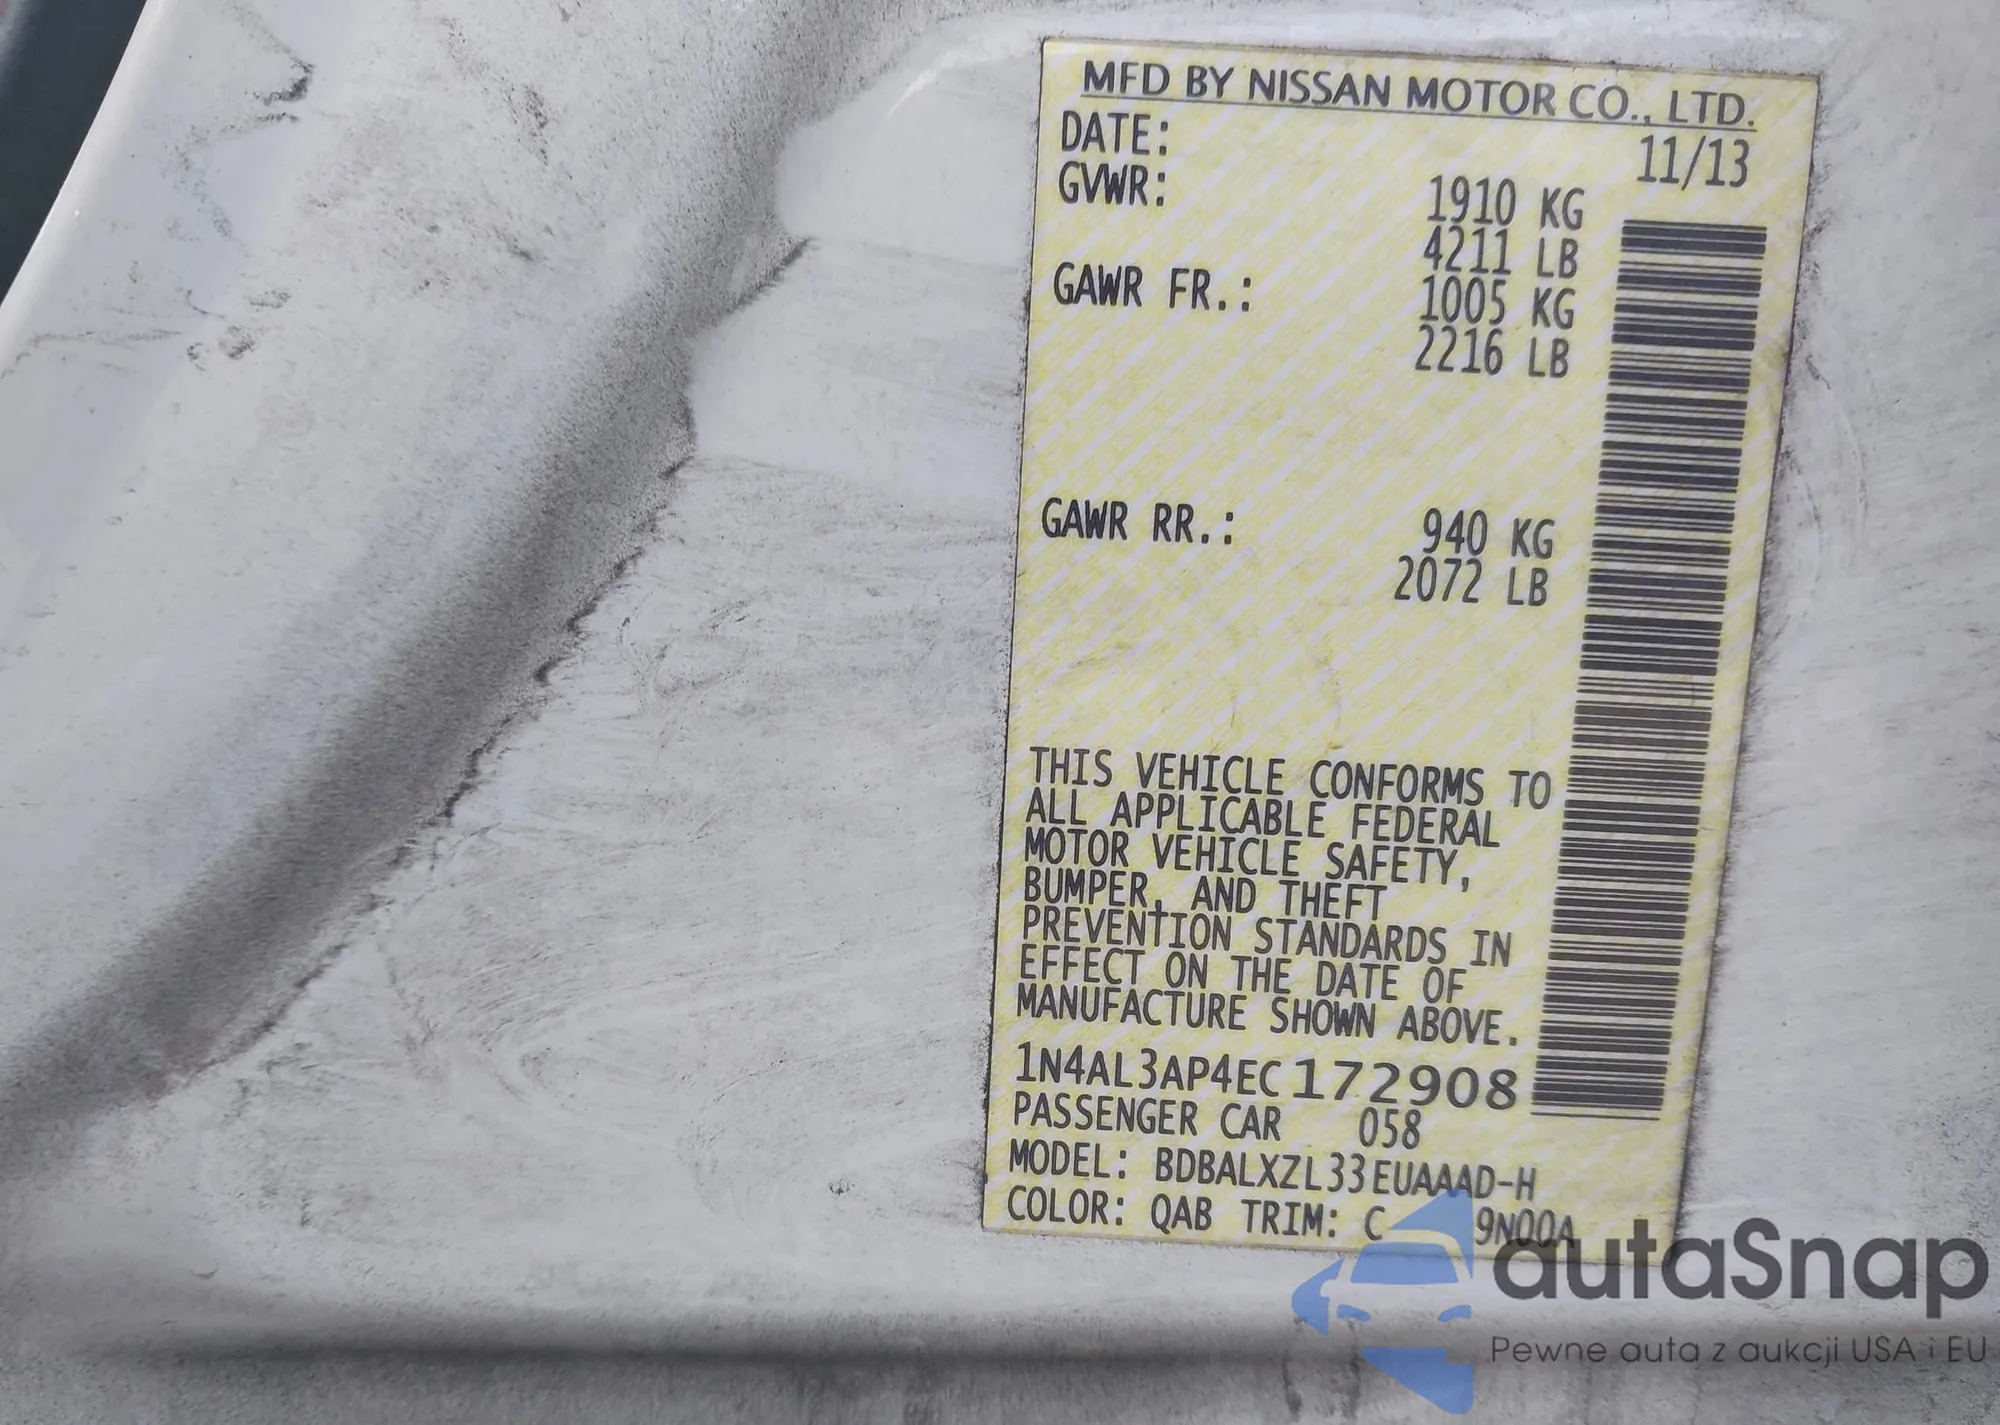 MFD BY NISSAN MOTOR CO., LTD.
DATE: 11/13
GVWR: 1910 KG
4211 LB
GAWR FR.: 1005 KG
2216 LB
GAWR RR.: 940 KG
2072 LB
THIS VEHICLE CONFORMS TO
ALL APPLICABLE FEDERAL
MOTOR VEHICLE SAFETY,
BUMPER, AND THEFT
PREVENTION STANDARDS IN
EFFECT ON THE DATE OF
MANUFACTURE SHOWN ABOVE.
1N4AL3AP4EC172908
PASSENGER CAR 058
MODEL: BDBALXZL33EUAAAD-H
COLOR: QAB TRIM: C 9N00A
autaSnap
Pewne auta z aukcji USA i EU